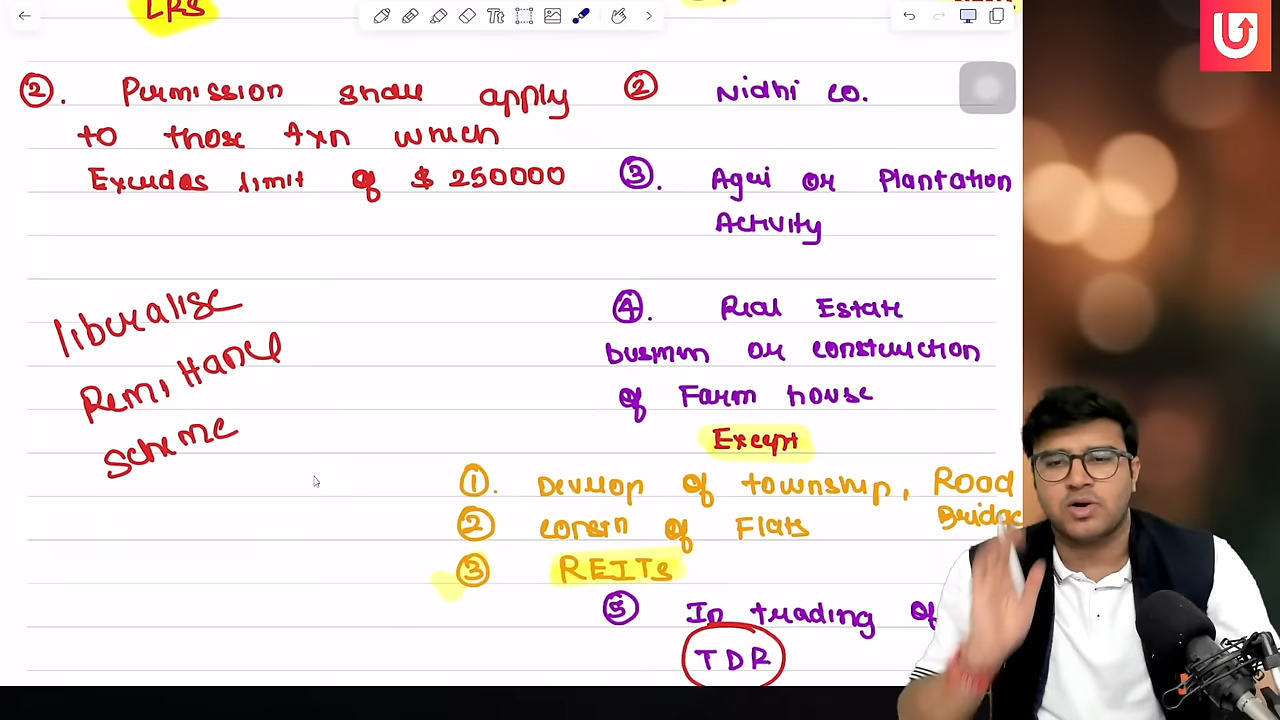 LRS
②. Permission shall apply
to those txn which
Excudes limit of $ 250000
liberalise
Remittance
scheme
② Nidhi co.
③. Agri or Plantation
Activity
④. Real Estate
busmin or construction
of Farm house
Except
①. Develop of township, Road
Bridge
② constn of Flats
③ REITs
⑤ In trading of
TDR